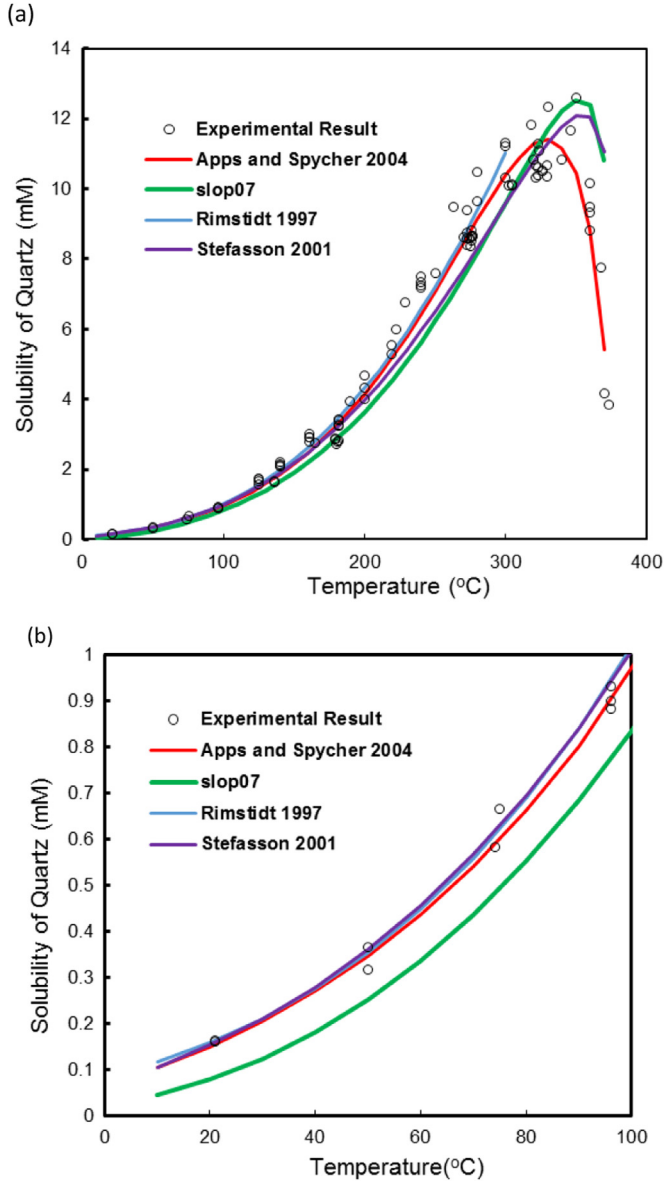 (a)
14
12
10
8
6
4
2
0
Solubility of Quartz (mM)
Experimental Result
Apps and Spycher 2004
slop07
Rimstidt 1997
Stefasson 2001
0
100
200
300
400
Temperature (°C)
(b)
1
0.9
0.8
0.7
0.6
0.5
0.4
0.3
0.2
0.1
0
Solubility of Quartz (mM)
Experimental Result
Apps and Spycher 2004
slop07
Rimstidt 1997
Stefasson 2001
0
20
40
60
80
100
Temperature(°C)